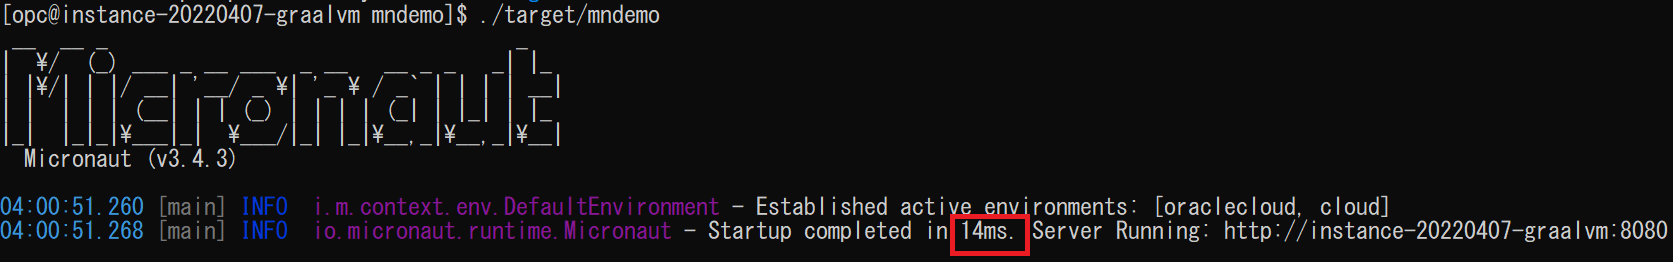 [opc@instance-20220407-graalvm mndemo]$ ./target/mndemo
Micronaut
Micronaut (v3.4.3)
04:00:51.260 [main] INFO i.m.context.env.DefaultEnvironment - Established active environments: [oraclecloud, cloud]
04:00:51.268 [main] INFO io.micronaut.runtime.Micronaut - Startup completed in 14ms. Server Running: http://instance-20220407-graalvm:8080